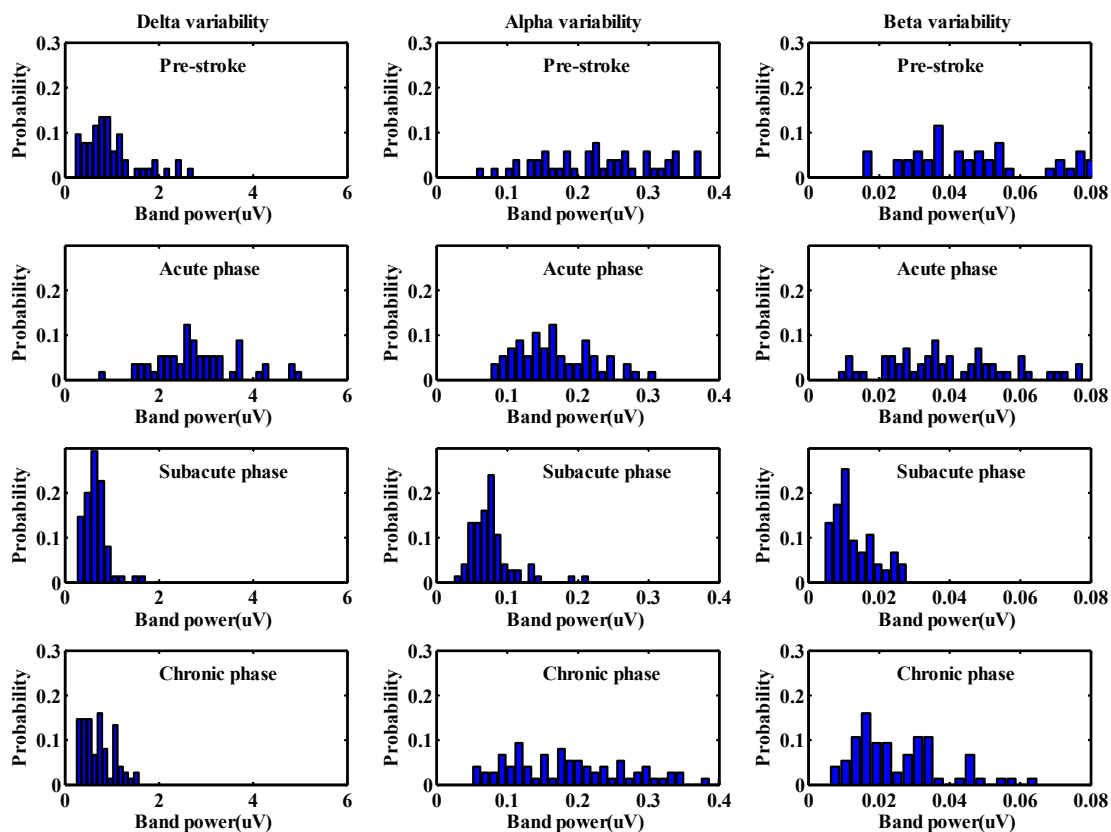 Delta variability Alpha variability Beta variability
0.3 0.3 0.3
Pre-stroke Pre-stroke Pre-stroke
0.2 0.2 0.2
Probability Probability Probability
0.1 0.1 0.1
0 0 0
0 2 4 6 0 0.1 0.2 0.3 0.4 0 0.02 0.04 0.06 0.08
Band power(uV) Band power(uV) Band power(uV)
Acute phase Acute phase Acute phase
0.2 0.2 0.2
Probability Probability Probability
0.1 0.1 0.1
0 0 0
0 2 4 6 0 0.1 0.2 0.3 0.4 0 0.02 0.04 0.06 0.08
Band power(uV) Band power(uV) Band power(uV)
Subacute phase Subacute phase Subacute phase
0.2 0.2 0.2
Probability Probability Probability
0.1 0.1 0.1
0 0 0
0 2 4 6 0 0.1 0.2 0.3 0.4 0 0.02 0.04 0.06 0.08
Band power(uV) Band power(uV) Band power(uV)
0.3 0.3 0.3
Chronic phase Chronic phase Chronic phase
0.2 0.2 0.2
Probability Probability Probability
0.1 0.1 0.1
0 0 0
0 2 4 6 0 0.1 0.2 0.3 0.4 0 0.02 0.04 0.06 0.08
Band power(uV) Band power(uV) Band power(uV)